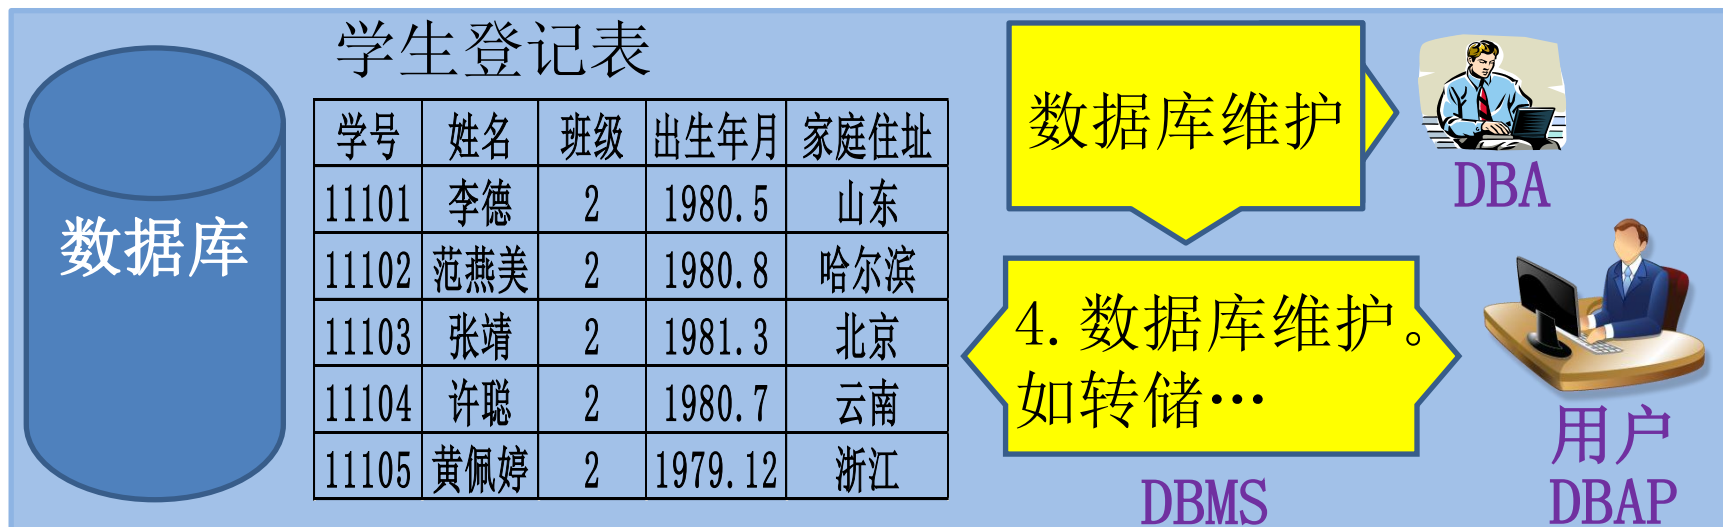 学生登记表
数据库
学号 姓名 班级 出生年月 家庭住址
11101 李德 2 1980.5 山东
11102 范燕美 2 1980.8 哈尔滨
11103 张靖 2 1981.3 北京
11104 许聪 2 1980.7 云南
11105 黄佩婷 2 1979.12 浙江
数据库维护
DBA
4.数据库维护。
如转储…
DBMS
用户
DBAP